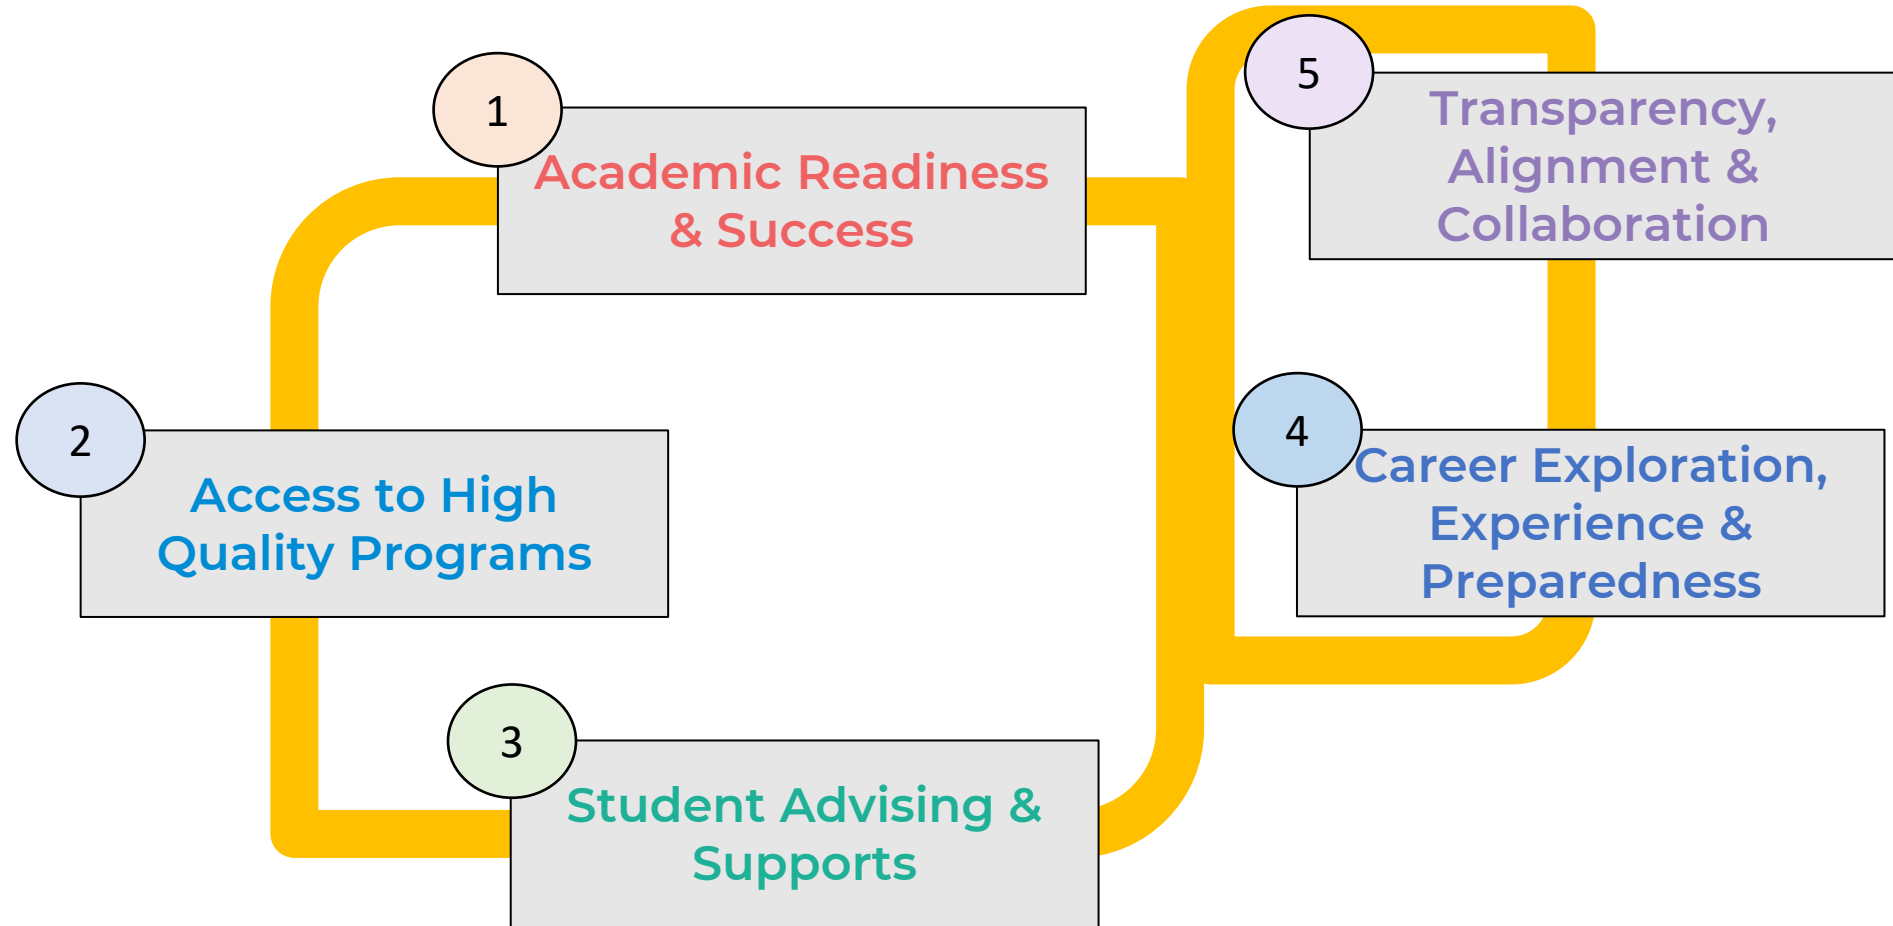 1
Academic Readiness
& Success
2
Access to High
Quality Programs
3
Student Advising &
Supports
4
Career Exploration,
Experience &
Preparedness
5
Transparency,
Alignment &
Collaboration